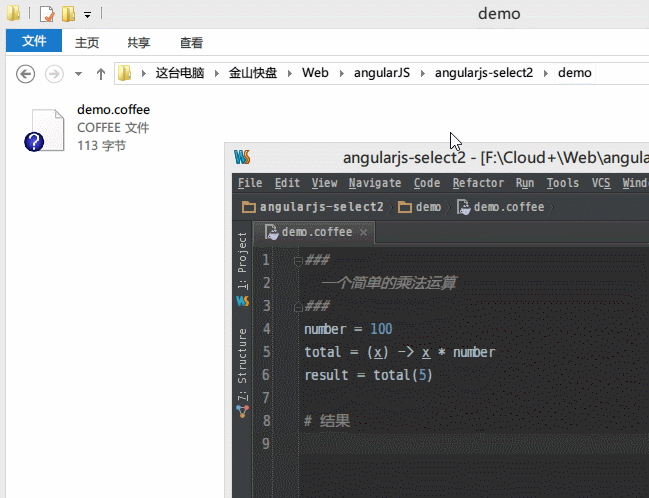 demo
文件 主页 共享 查看
这台电脑 金山快盘 Web angularJS angularjs-select2 demo
demo.coffee
COFFEE 文件
113 字节
WS angularjs-select2 - [F:\Cloud+\Web\angula
File Edit View Navigate Code Refactor Run Tools VCS Windo
angularjs-select2 demo demo.coffee
demo.coffee
1: Project
7: Structure
1 ###
2 一个简单的乘法运算
3 ###
4 number = 100
5 total = (x) -> x * number
6 result = total(5)
7
8 # 结果
9